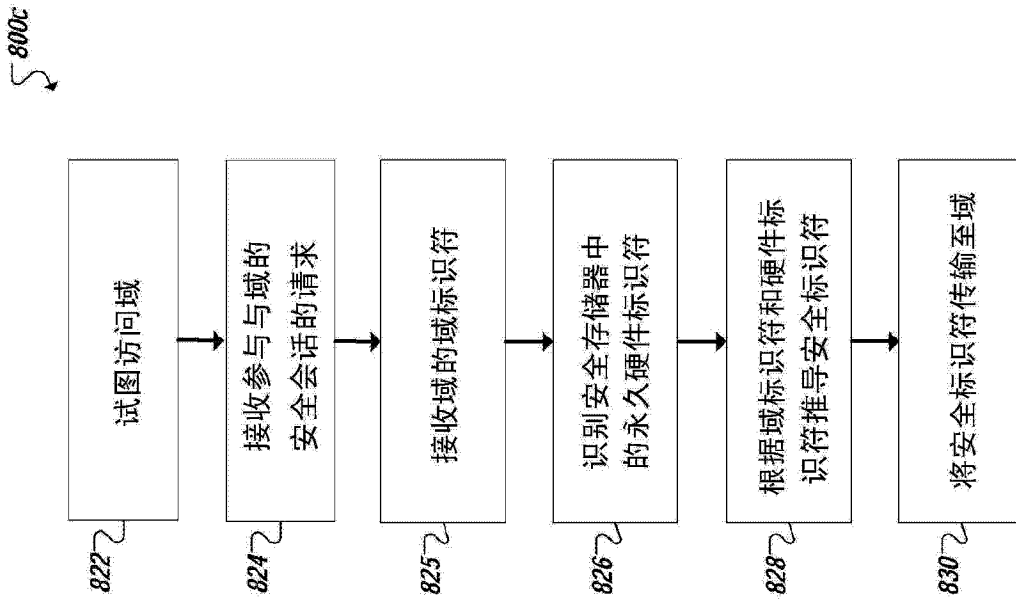 800c
822
试图访问域
824
接收参与与域的
安全会话的请求
825
接收域的域标识符
826
识别安全存储器中
的永久硬件标识符
828
根据域标识符和硬件标
识符推导安全标识符
830
将安全标识符传输至域